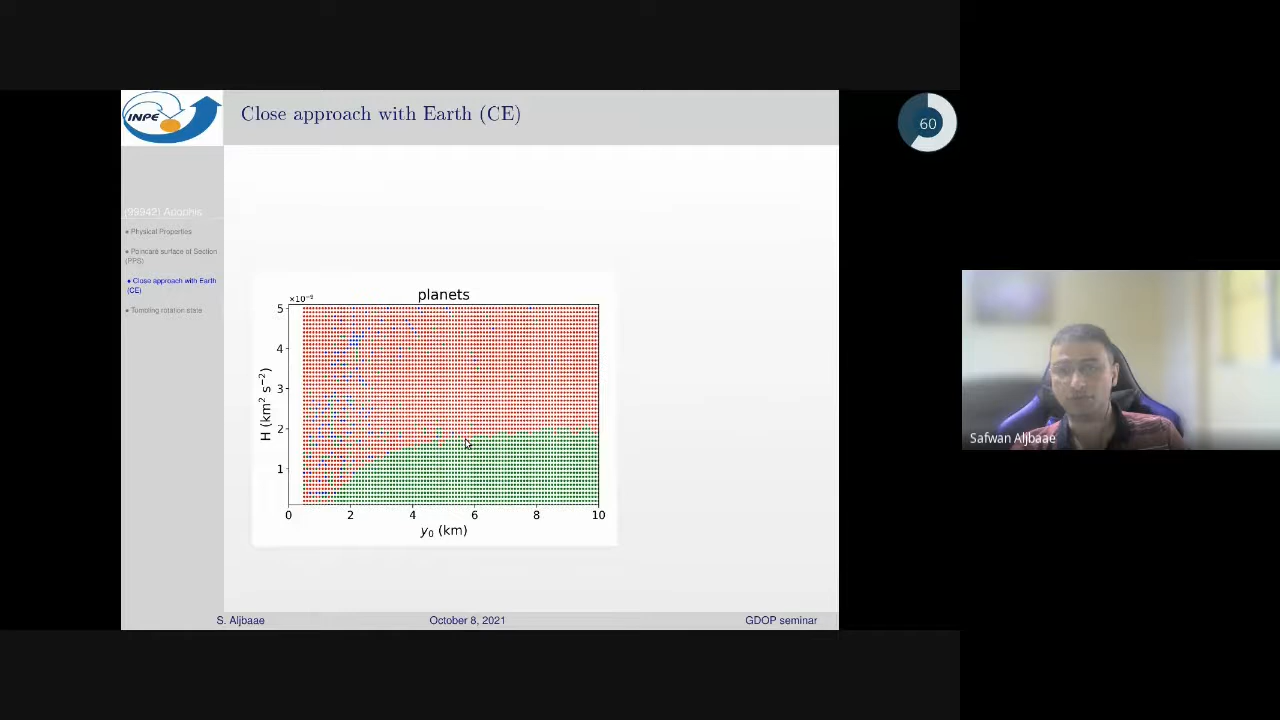 INPE
Close approach with Earth (CE)
60
(99942) Apophis
• Physical Properties
• Poincaré surface of Section
(PPS)
• Close approach with Earth
(CE)
• Tumbling rotation state
planets
5
4
3
2
1
H (km² s⁻²)
0 2 4 6 8 10
y₀ (km)
Safwan Aljbaae
S. Aljbaae October 8, 2021 GDOP seminar